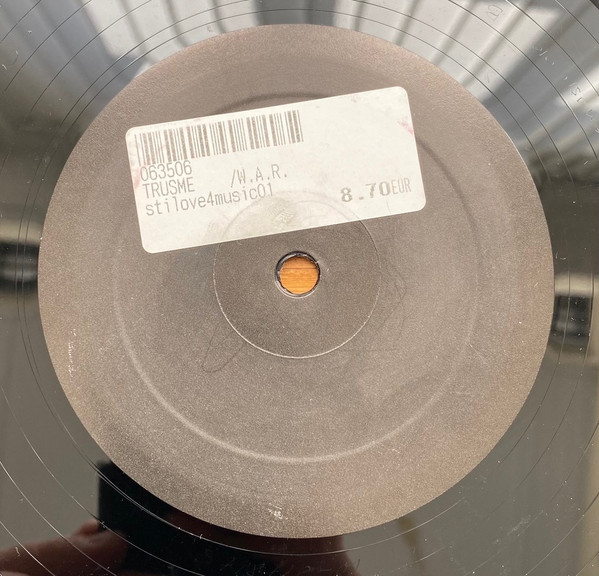 063506
TRUSME /W.A.R.
stilove4music01
8.70EUR